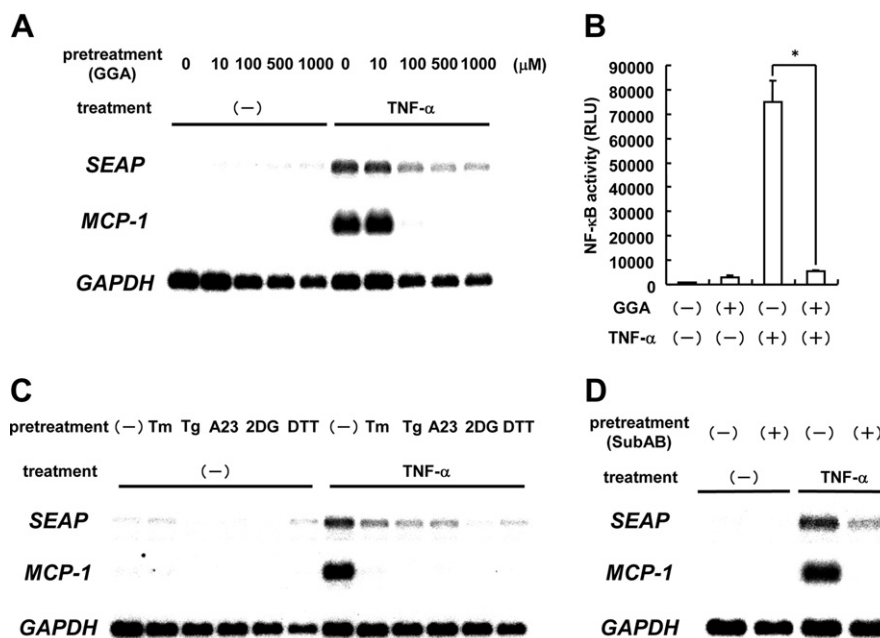 A
pretreatment
(GGA)
0 10 100 500 1000 0 10 100 500 1000 (μM)
treatment (−) TNF-α
SEAP
MCP-1
GAPDH
B
NF-κB activity (RLU)
90000
80000
70000
60000
50000
40000
30000
20000
10000
0
*
GGA (−) (+) (−) (+)
TNF-α (−) (−) (+) (+)
C
pretreatment (−) Tm Tg A23 2DG DTT (−) Tm Tg A23 2DG DTT
treatment (−) TNF-α
SEAP
MCP-1
GAPDH
D
pretreatment
(SubAB)
(−) (+) (−) (+)
treatment (−) TNF-α
SEAP
MCP-1
GAPDH